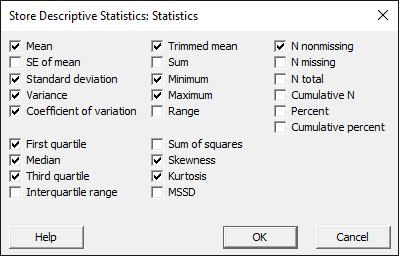 Store Descriptive Statistics: Statistics
Mean Trimmed mean N nonmissing
SE of mean Sum N missing
Standard deviation Minimum N total
Variance Maximum Cumulative N
Coefficient of variation Range Percent
Cumulative percent
First quartile Sum of squares
Median Skewness
Third quartile Kurtosis
Interquartile range MSSD
Help OK Cancel